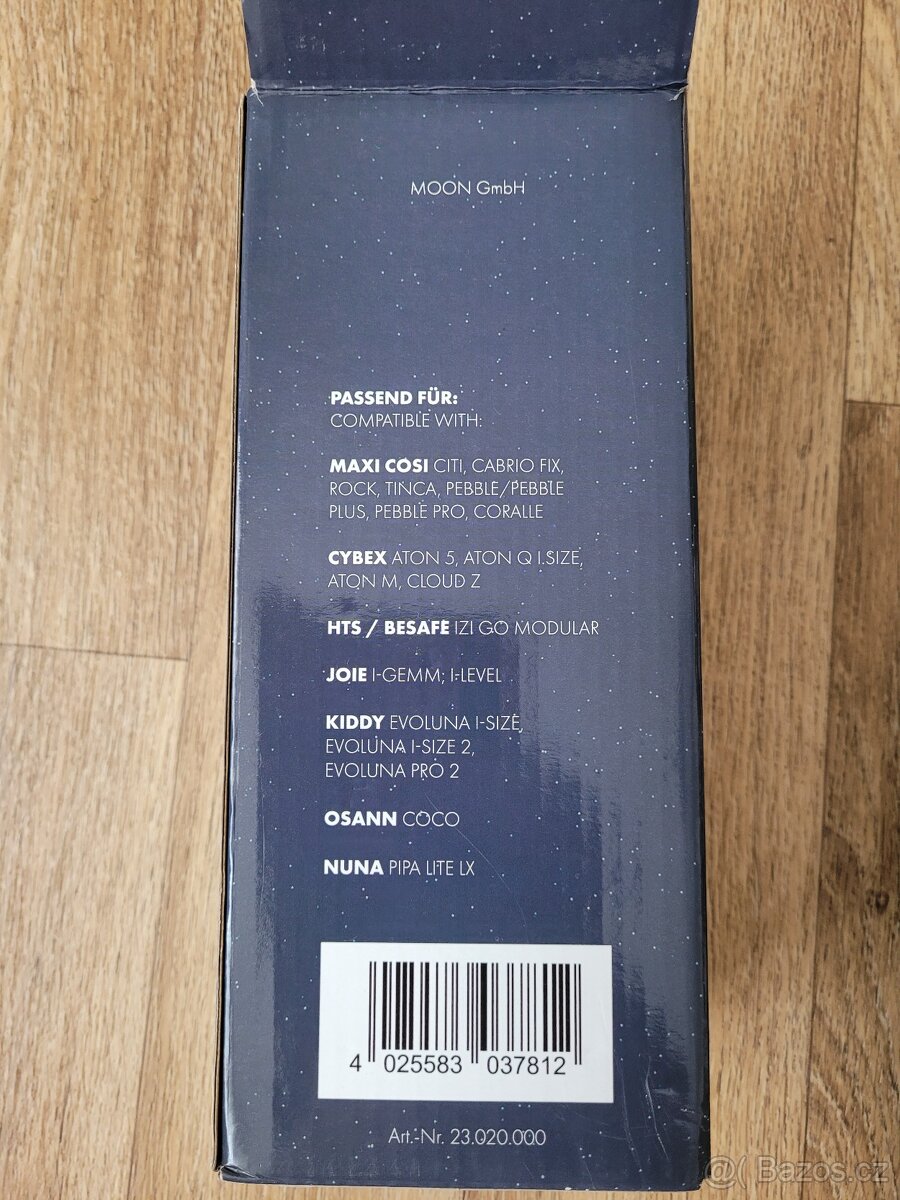 MOON GmbH
PASSEND FÜR:
COMPATIBLE WITH:
MAXI COSI CITI, CABRIO FIX,
ROCK, TINCA, PEBBLE/PEBBLE
PLUS, PEBBLE PRO, CORALLE
CYBEX ATON 5, ATON Q I.SIZE,
ATON M, CLOUD Z
HTS / BESAFE IZI GO MODULAR
JOIE I-GEMM; I-LEVEL
KIDDY EVOLUNA I-SIZE,
EVOLUNA I-SIZE 2,
EVOLUNA PRO 2
OSANN COCO
NUNA PIPA LITE LX
4 025583 037812
Art.-Nr. 23.020.000
@( Bazos.cz